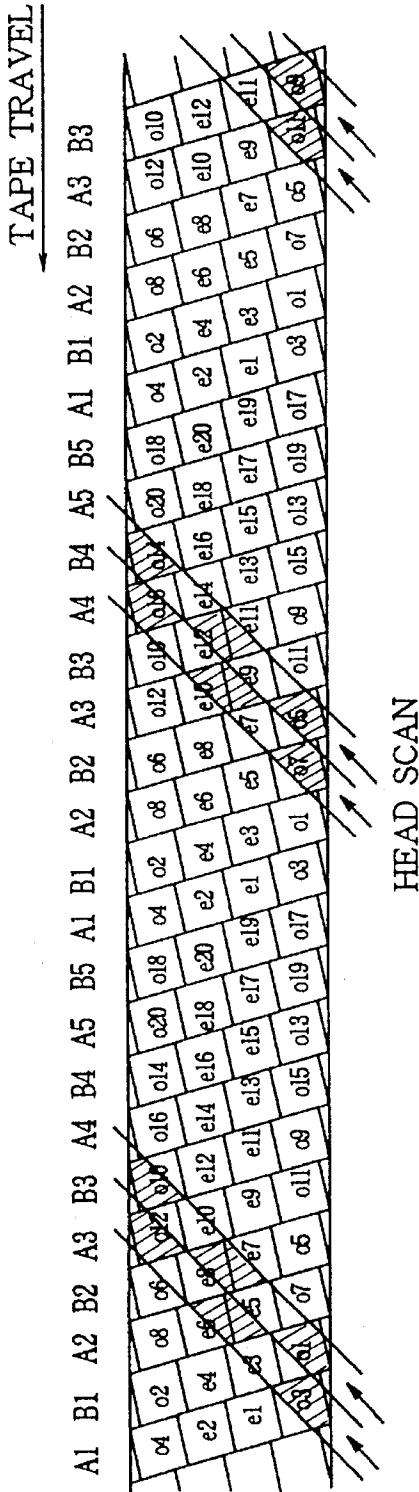 TAPE TRAVEL
A1 B1 A2 B2 A3 B3 A4 B4 A5 B5 A1 B1 A2 B2 A3 B3 A4 B4 A5 B5 A1 B1 A2 B2 A3 B3
o4 o2 o8 o6 o12 o10 o16 o14 o20 o18 o4 o2 o8 o6 o12 o10 o16 o14 o20 o18 o4 o2 o8 o6 o12 o10
e2 e4 e6 e8 e10 e12 e14 e16 e18 e20 e2 e4 e6 e8 e10 e12 e14 e16 e18 e20 e2 e4 e6 e8 e10 e12
e1 e3 e5 e7 e9 e11 e13 e15 e17 e19 e1 e3 e5 e7 e9 e11 e13 e15 e17 e19 e1 e3 e5 e7 e9 e11
o3 o1 o7 o5 o11 o9 o15 o13 o19 o17 o3 o1 o7 o5 o11 o9 o15 o13 o19 o17 o3 o1 o7 o5 o11 o9
HEAD SCAN